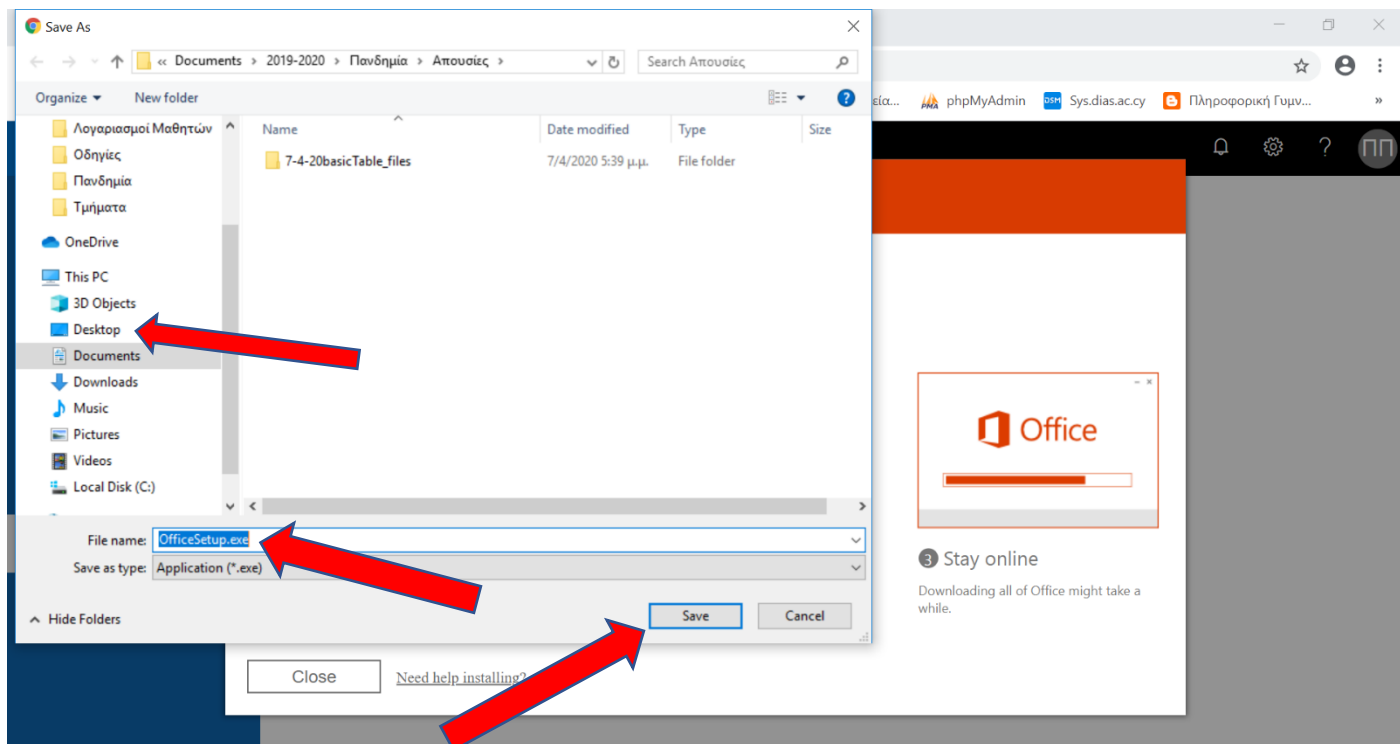 Save As
« Documents > 2019-2020 > Πανδημία > Απουσίες >
Search Απουσίες
Organize
New folder
?
Λογαριασμοί Μαθητών
Οδηγίες
Πανδημία
Τμήματα
OneDrive
This PC
3D Objects
Desktop
Documents
Downloads
Music
Pictures
Videos
Local Disk (C:)
Name Date modified Type Size
7-4-20basicTable_files 7/4/2020 5:39 μ.μ. File folder
File name: OfficeSetup.exe
Save as type: Application (*.exe)
Hide Folders
Save
Cancel
εία... PMA phpMyAdmin DSM Sys.dias.ac.cy Πληροφορική Γυμν... »
? ΠΠ
Office
3 Stay online
Downloading all of Office might take a
while.
Close
Need help installing?